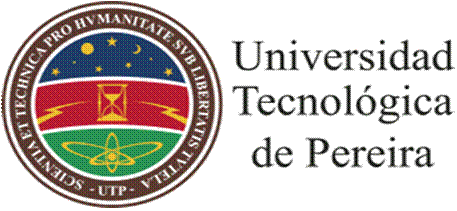 SCIENTIA ET TECHNICA PRO HVMANITATE SVB LIBERTATIS TVTELA
- UTP -
Universidad
Tecnológica
de Pereira